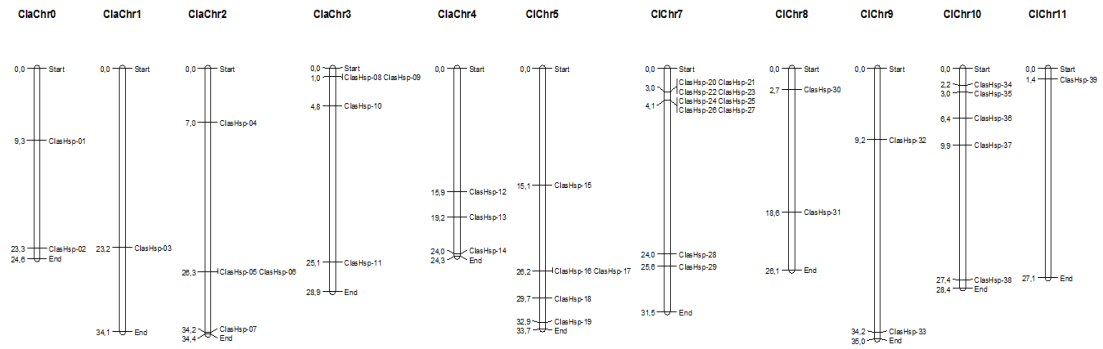 ClaChr0
0,0 Start
9,3 ClasHsp-01
23,3 ClasHsp-02
24,6 End
ClaChr1
0,0 Start
23,2 ClasHsp-03
34,1 End
ClaChr2
0,0 Start
7,0 ClasHsp-04
26,3 ClasHsp-05 ClasHsp-06
34,2 ClasHsp-07
34,4 End
ClaChr3
0,0 Start
1,0 ClasHsp-08 ClasHsp-09
4,8 ClasHsp-10
25,1 ClasHsp-11
28,9 End
ClaChr4
0,0 Start
15,9 ClasHsp-12
19,2 ClasHsp-13
24,0 ClasHsp-14
24,3 End
ClChr5
0,0 Start
15,1 ClasHsp-15
26,2 ClasHsp-16 ClasHsp-17
29,7 ClasHsp-18
32,9 ClasHsp-19
33,7 End
ClChr7
0,0 Start
ClasHsp-20 ClasHsp-21
3,0 ClasHsp-22 ClasHsp-23
4,1 ClasHsp-24 ClasHsp-25
ClasHsp-26 ClasHsp-27
24,0 ClasHsp-28
25,6 ClasHsp-29
31,5 End
ClChr8
0,0 Start
2,7 ClasHsp-30
18,6 ClasHsp-31
26,1 End
ClChr9
0,0 Start
9,2 ClasHsp-32
34,2 ClasHsp-33
35,0 End
ClChr10
0,0 Start
2,2 ClasHsp-34
3,0 ClasHsp-35
6,4 ClasHsp-36
9,9 ClasHsp-37
27,4 ClasHsp-38
28,4 End
ClChr11
0,0 Start
1,4 ClasHsp-39
27,1 End